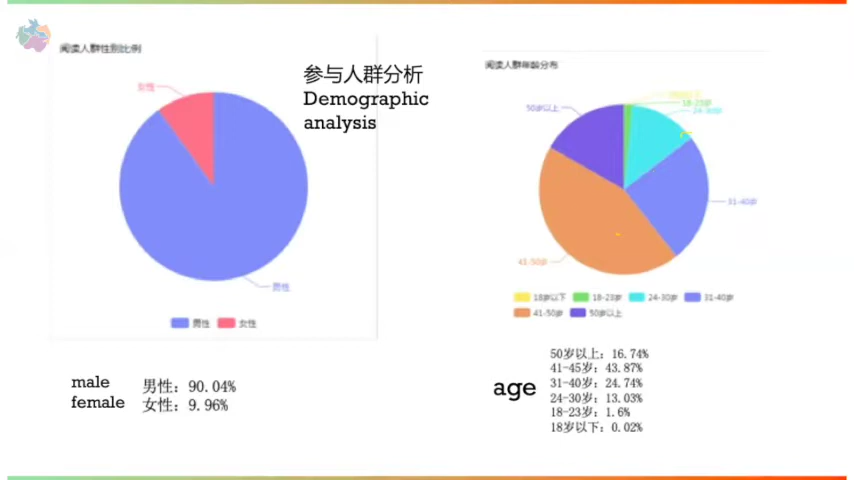 阅读人群性别比例
女性
男性
男性 女性
参与人群分析
Demographic
analysis
阅读人群年龄分布
18-23岁
24-30岁
50岁以上
31-40岁
41-50岁
18岁以下 18-23岁 24-30岁 31-40岁
41-50岁 50岁以上
male
female
男性：90.04%
女性：9.96%
age
50岁以上：16.74%
41-45岁：43.87%
31-40岁：24.74%
24-30岁：13.03%
18-23岁：1.6%
18岁以下：0.02%